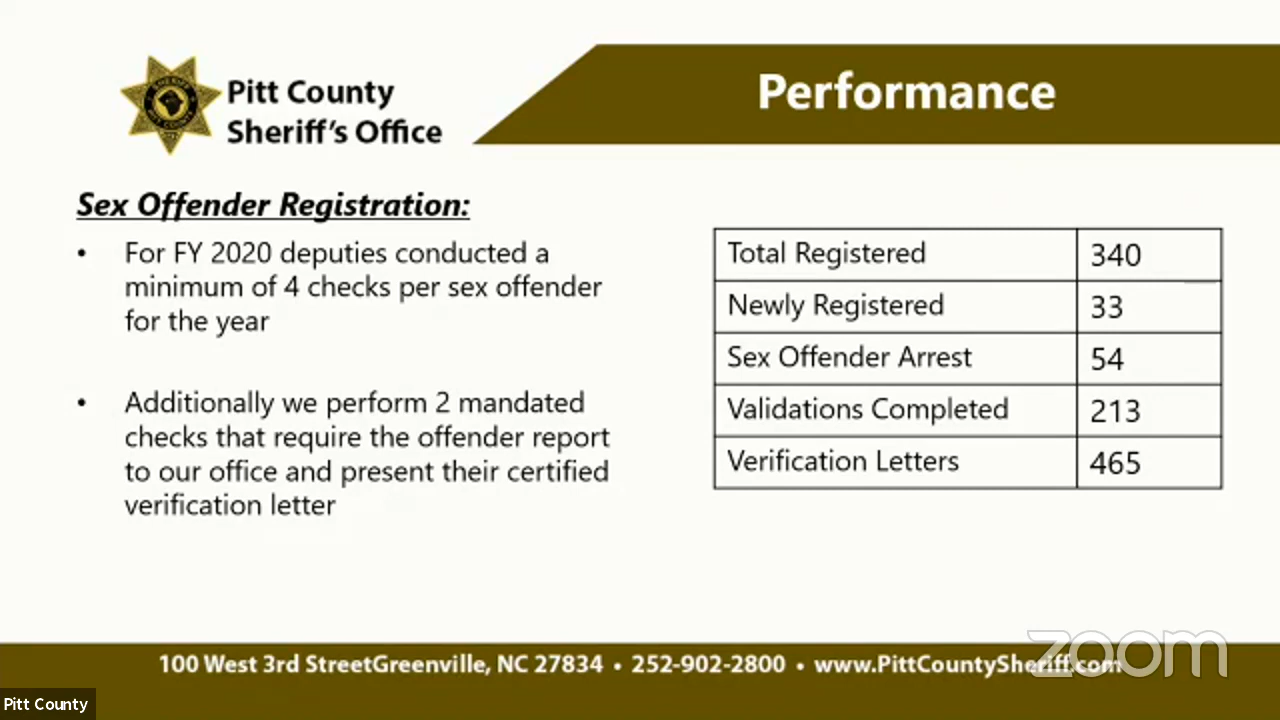 Pitt County
Sheriff's Office
Performance
Sex Offender Registration:
• For FY 2020 deputies conducted a
minimum of 4 checks per sex offender
for the year
• Additionally we perform 2 mandated
checks that require the offender report
to our office and present their certified
verification letter
Total Registered 340
Newly Registered 33
Sex Offender Arrest 54
Validations Completed 213
Verification Letters 465
100 West 3rd StreetGreenville, NC 27834 • 252-902-2800 • www.PittCountySheriff.com
zoom
Pitt County